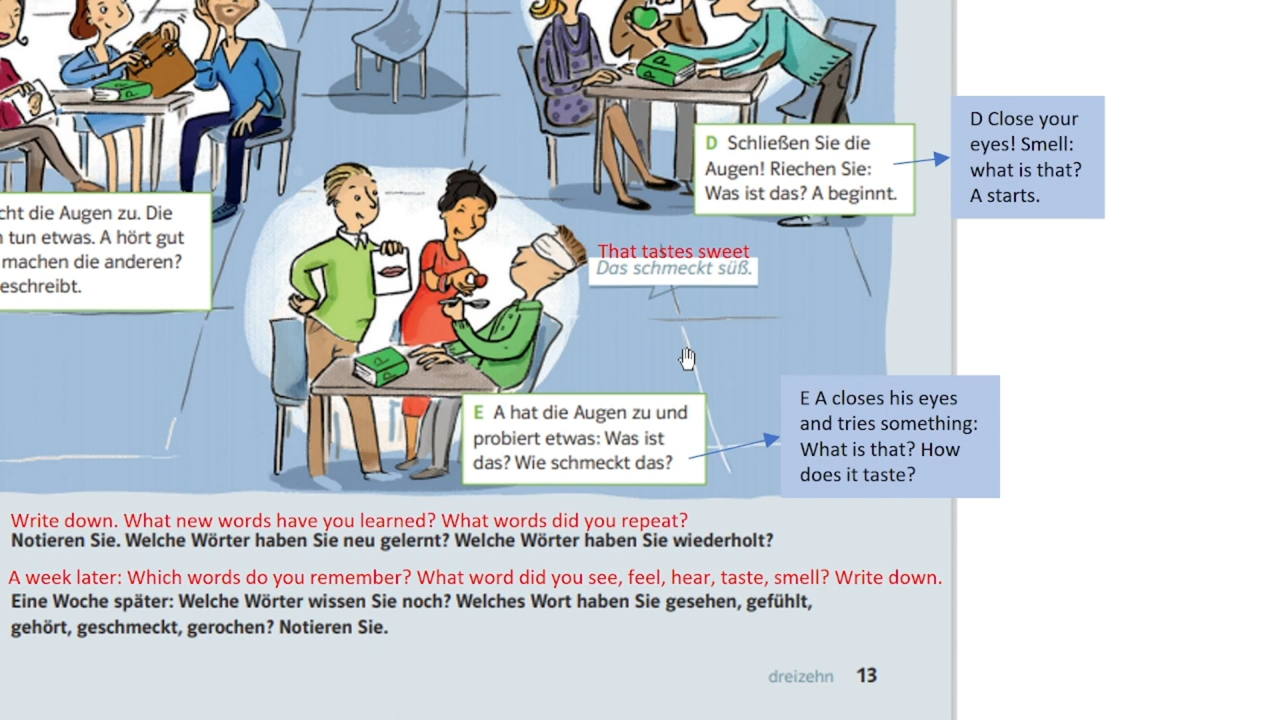 D Schließen Sie die
Augen! Riechen Sie:
Was ist das? A beginnt.
D Close your
eyes! Smell:
what is that?
A starts.
cht die Augen zu. Die
tun etwas. A hört gut
machen die anderen?
eschreibt.
That tastes sweet
Das schmeckt süß.
E A hat die Augen zu und
probiert etwas: Was ist
das? Wie schmeckt das?
E A closes his eyes
and tries something:
What is that? How
does it taste?
Write down. What new words have you learned? What words did you repeat?
Notieren Sie. Welche Wörter haben Sie neu gelernt? Welche Wörter haben Sie wiederholt?
A week later: Which words do you remember? What word did you see, feel, hear, taste, smell? Write down.
Eine Woche später: Welche Wörter wissen Sie noch? Welches Wort haben Sie gesehen, gefühlt,
gehört, geschmeckt, gerochen? Notieren Sie.
dreizehn 13